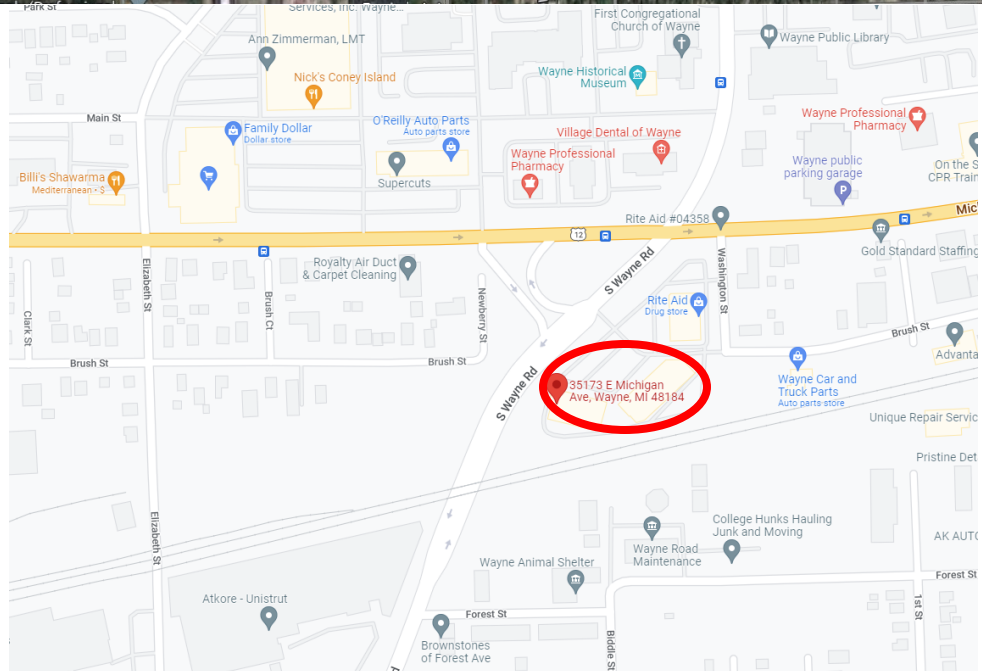 Park St
Services, Inc. Wayne...
Ann Zimmerman, LMT
First Congregational
Church of Wayne
Wayne Public Library
Nick's Coney Island
Wayne Historical
Museum
Main St
Family Dollar
Dollar store
O'Reilly Auto Parts
Auto parts store
Village Dental of Wayne
Wayne Professional
Pharmacy
Wayne Professional
Pharmacy
Supercuts
Billi's Shawarma
Mediterranean - $
Wayne public
parking garage
P
On the S
CPR Train
Rite Aid #04358
12
Mic
Gold Standard Staffing
Royalty Air Duct
& Carpet Cleaning
S Wayne Rd
Washington St
Elizabeth St
Brush Ct
Newberry St
Clark St
Rite Aid
Drug store
Brush St
Brush St
Brush St
Advanta
S Wayne Rd
35173 E Michigan
Ave, Wayne, MI 48184
Wayne Car and
Truck Parts
Auto parts store
Unique Repair Servic
Pristine Det
Elizabeth St
College Hunks Hauling
Junk and Moving
AK AUTO
Wayne Road
Maintenance
Wayne Animal Shelter
Forest St
Atkore - Unistrut
Forest St
1st St
Biddle St
Brownstones
of Forest Ave